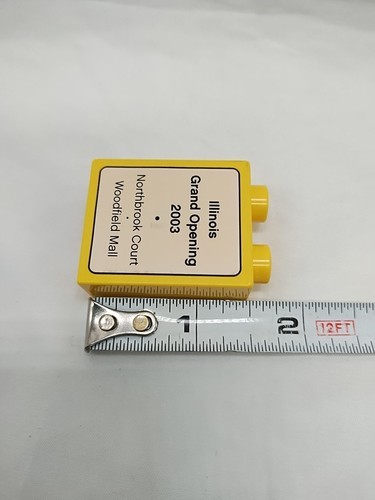 Illinois
Grand Opening
2003
•
Northbrook Court
•
Woodfield Mall
1
2
12FT